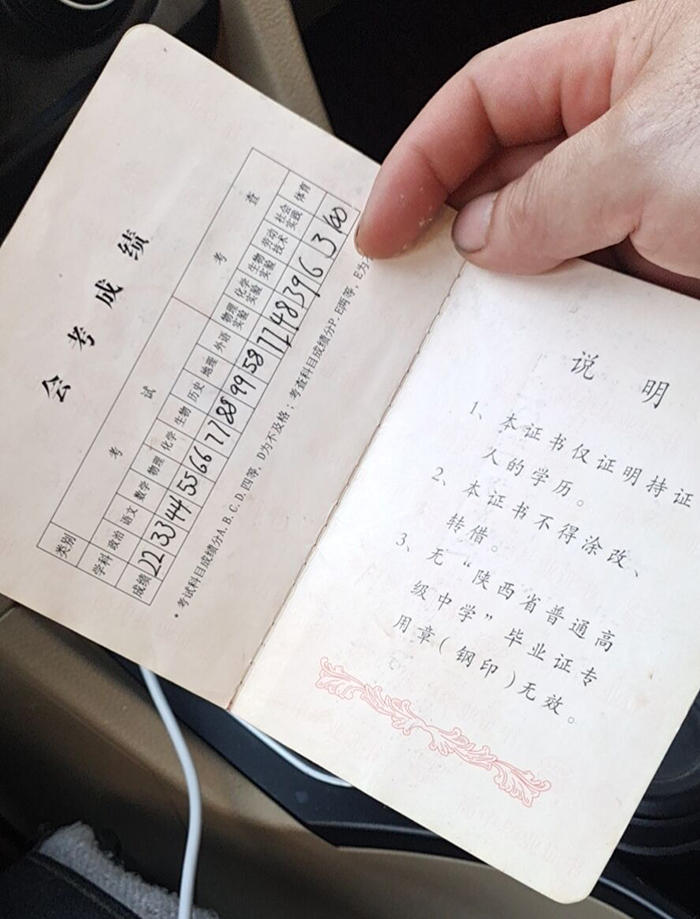 会考成绩
类别 考试 考查
学科 政治 语文 数学 物理 化学 生物 历史 地理 外语 物理实验 化学实验 生物实验 劳动技术 社会实践 体育
成绩 22 33 44 55 66 77 88 99 58 48 39 6 3
*考试科目成绩分A.B.C.D.四等，D为不及格；考查科目成绩分P、E两等，E为
说明
1、本证书仅证明持证
人的学历。
2、本证书不得涂改、
转借。
3、无“陕西省普通高
级中学”毕业证专
用章(钢印)无效。